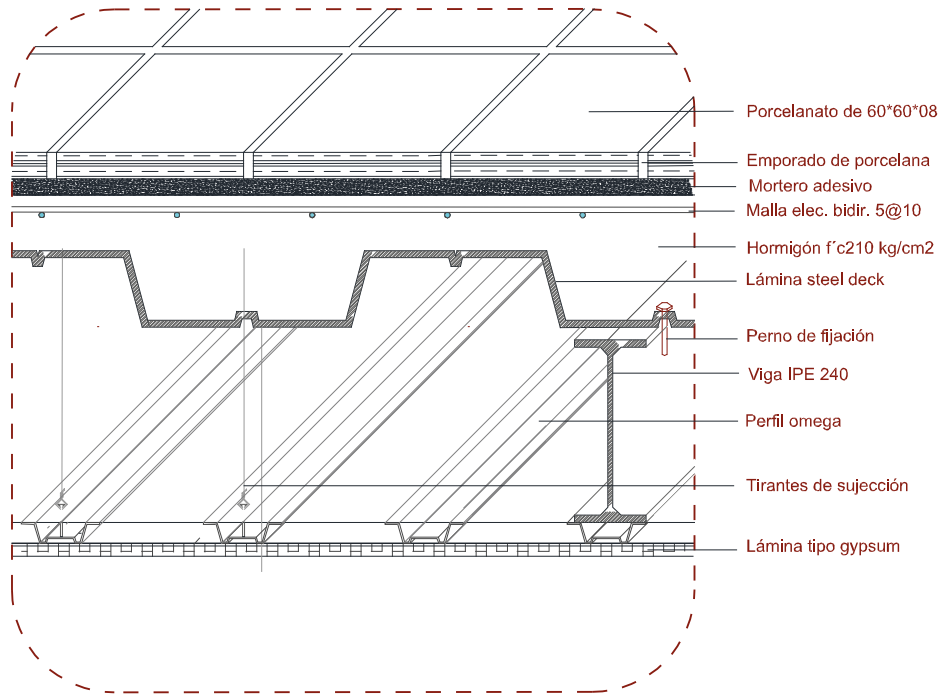 Porcelanato de 60*60*08
Emporado de porcelana
Mortero adesivo
Malla elec. bidir. 5@10
Hormigón f´c210 kg/cm2
Lámina steel deck
Perno de fijación
Viga IPE 240
Perfil omega
Tirantes de sujección
Lámina tipo gypsum